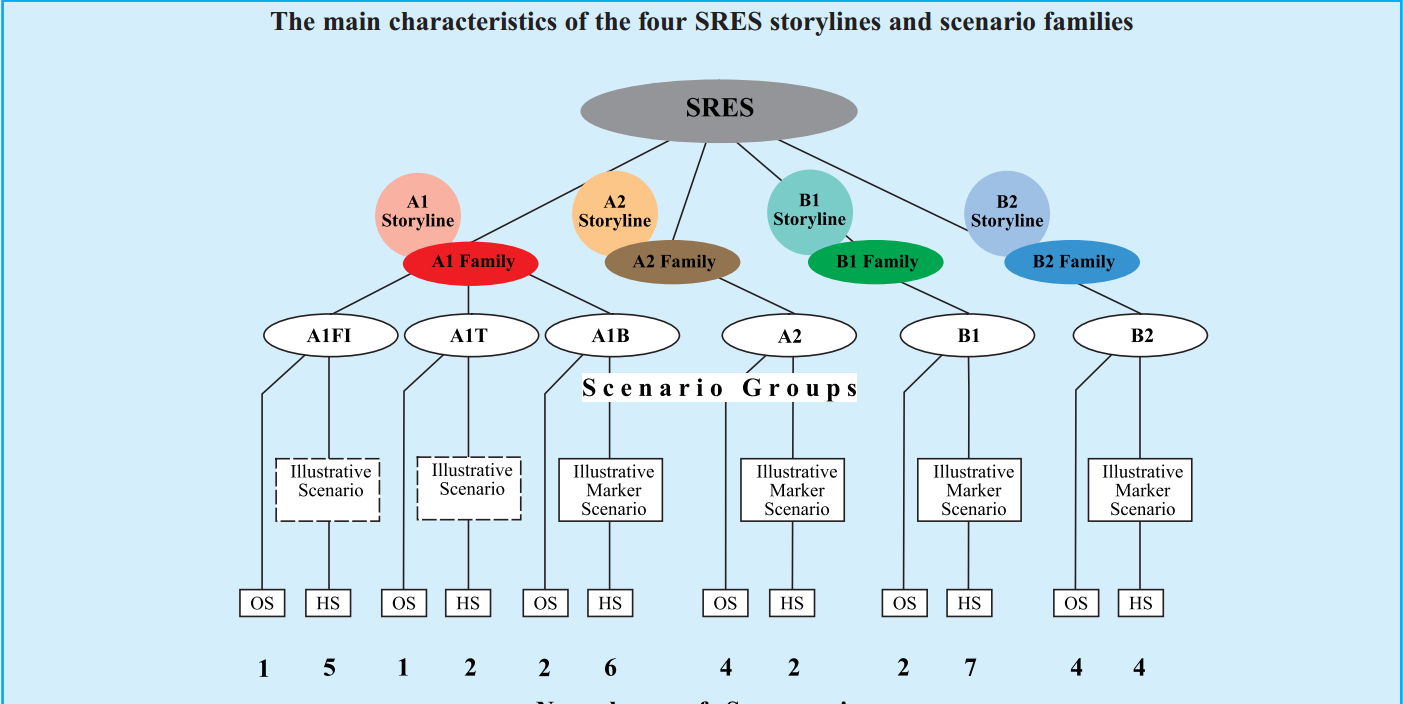 The main characteristics of the four SRES storylines and scenario families
SRES
A1
Storyline
A2
Storyline
B1
Storyline
B2
Storyline
A1 Family
A2 Family
B1 Family
B2 Family
A1FI
A1T
A1B
A2
B1
B2
Scenario Groups
Illustrative
Scenario
Illustrative
Scenario
Illustrative
Marker
Scenario
Illustrative
Marker
Scenario
Illustrative
Marker
Scenario
Illustrative
Marker
Scenario
OS HS OS HS OS HS OS HS OS HS OS HS
1 5 1 2 2 6 4 2 2 7 4 4